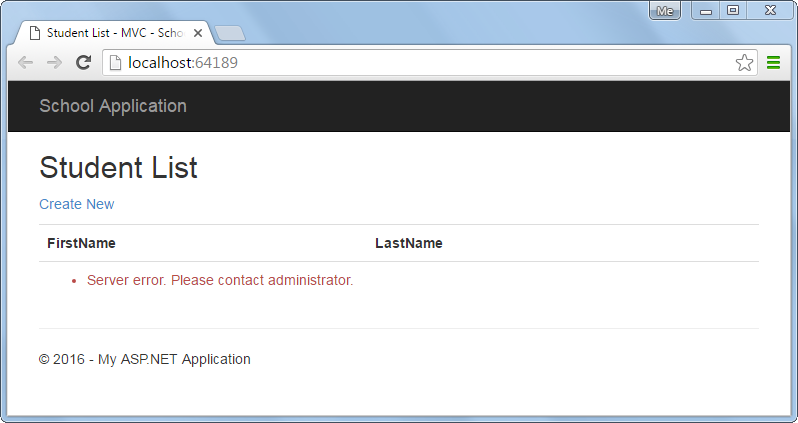 Me
Student List - MVC - Scho
localhost:64189
School Application
Student List
Create New
FirstName LastName
• Server error. Please contact administrator.
© 2016 - My ASP.NET Application